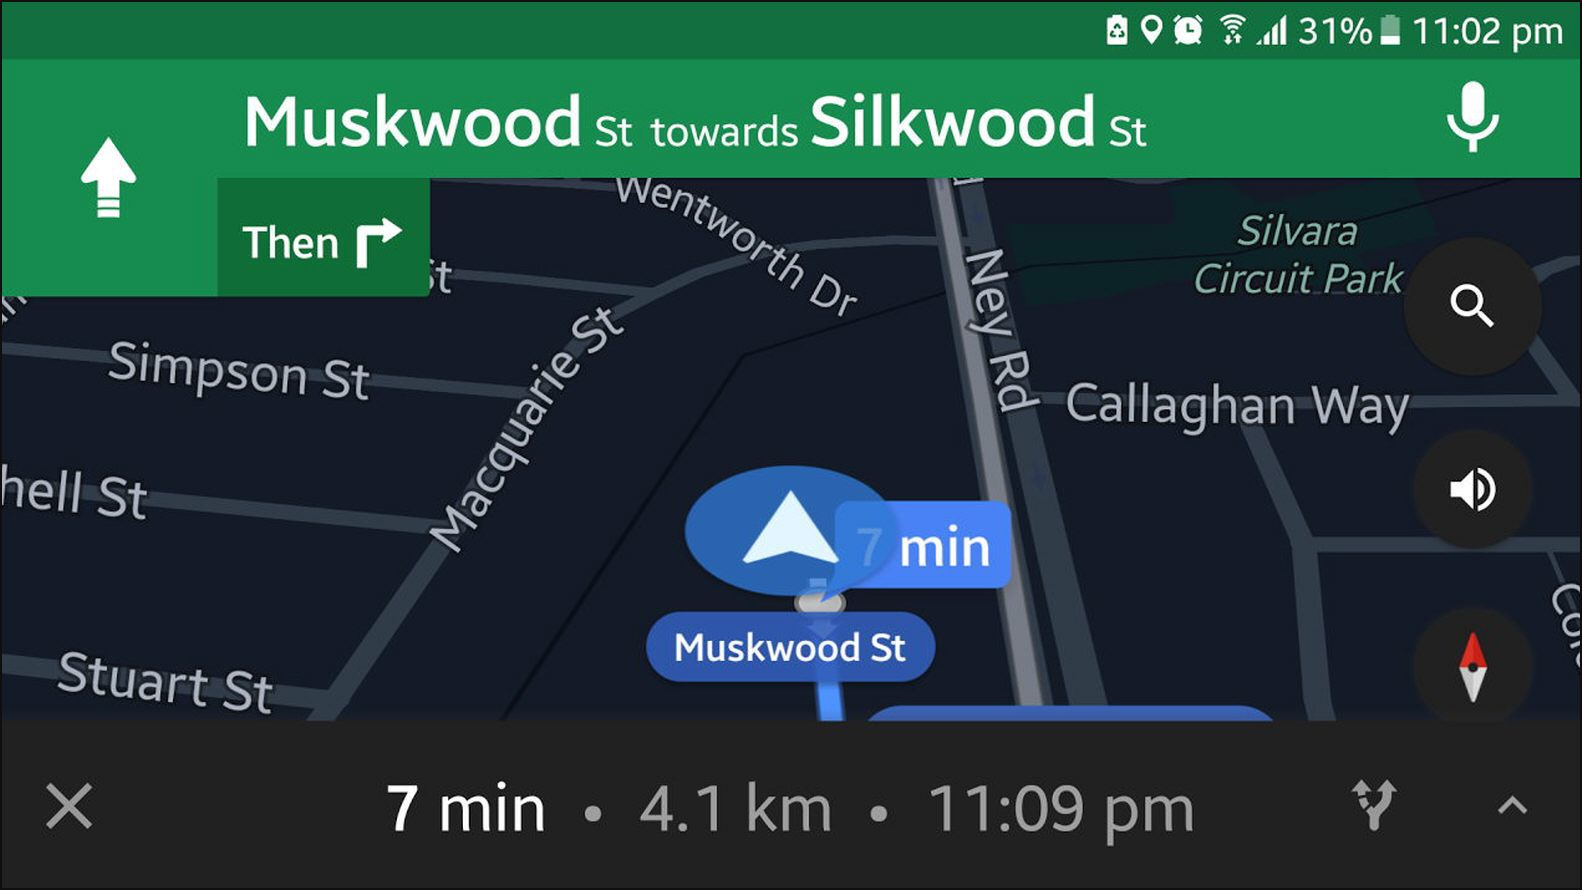 31% 11:02 pm
Muskwood St towards Silkwood St
Then
Wentworth Dr
Silvara
Circuit Park
St
Ney Rd
Simpson St
Macquarie St
Callaghan Way
hell St
7 min
Muskwood St
Stuart St
7 min • 4.1 km • 11:09 pm